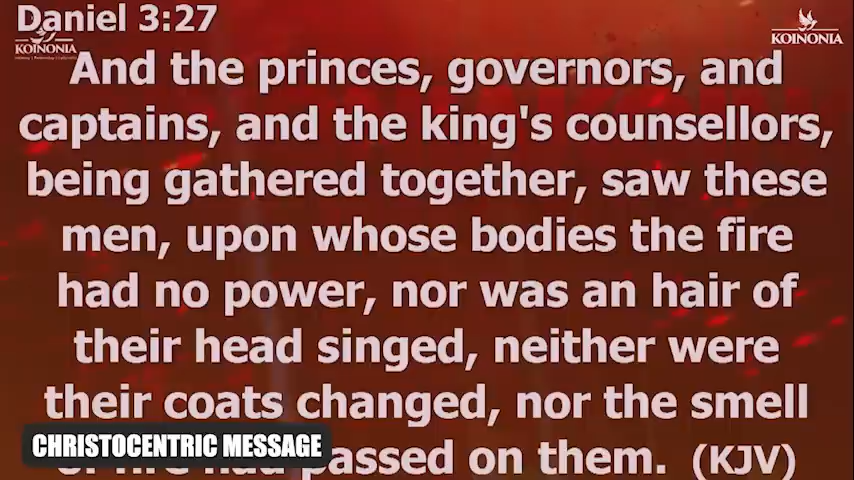 Daniel 3:27
KOINONIA
KOINONIA
And the princes, governors, and
captains, and the king's counsellors,
being gathered together, saw these
men, upon whose bodies the fire
had no power, nor was an hair of
their head singed, neither were
their coats changed, nor the smell
passed on them. (KJV)
CHRISTOCENTRIC MESSAGE